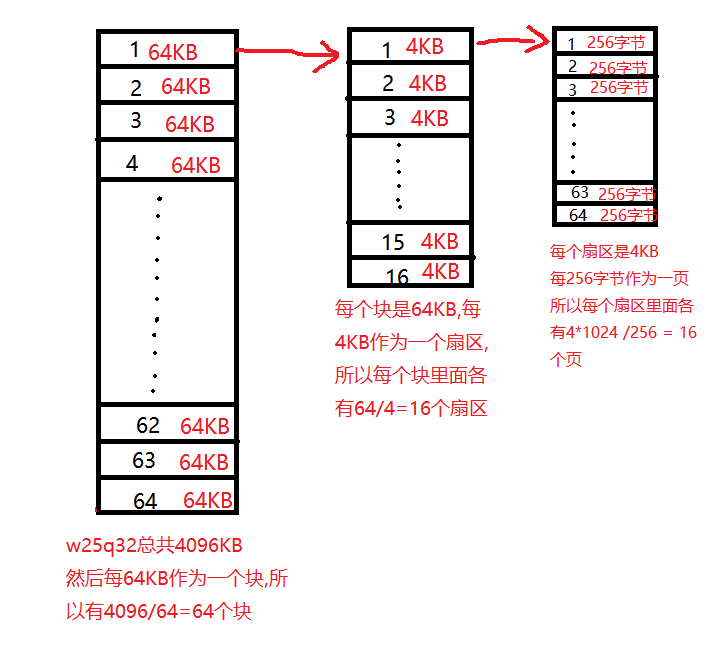 1 64KB
2 64KB
3 64KB
4 64KB
62 64KB
63 64KB
64 64KB
w25q32总共4096KB
然后每64KB作为一个块,所
以有4096/64=64个块
1 4KB
2 4KB
3 4KB
15 4KB
16 4KB
每个块是64KB,每
4KB作为一个扇区,
所以每个块里面各
有64/4=16个扇区
1 256字节
2 256字节
3 256字节
63 256字节
64 256字节
每个扇区是4KB
每256字节作为一页
所以每个扇区里面各
有4*1024 /256 = 16
个页